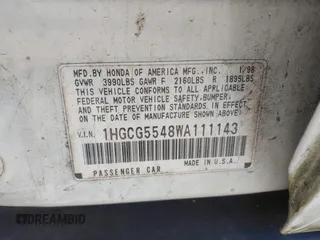 MFD.BY HONDA OF AMERICA MFG.,INC. 1/98
GVWR 3990LBS GAWR F 2160LBS R 1895LBS
THIS VEHICLE CONFORMS TO ALL APPLICABLE
FEDERAL MOTOR VEHICLE SAFETY,BUMPER,
AND THEFT PREVENTION STANDARDS IN EFFECT
ON THE DATE OF MANUFACTURE SHOWN ABOVE.
V.I.N. 1HGCG5548WA111143
MADE IN U.S.A.
PASSENGER CAR
DREAMBID